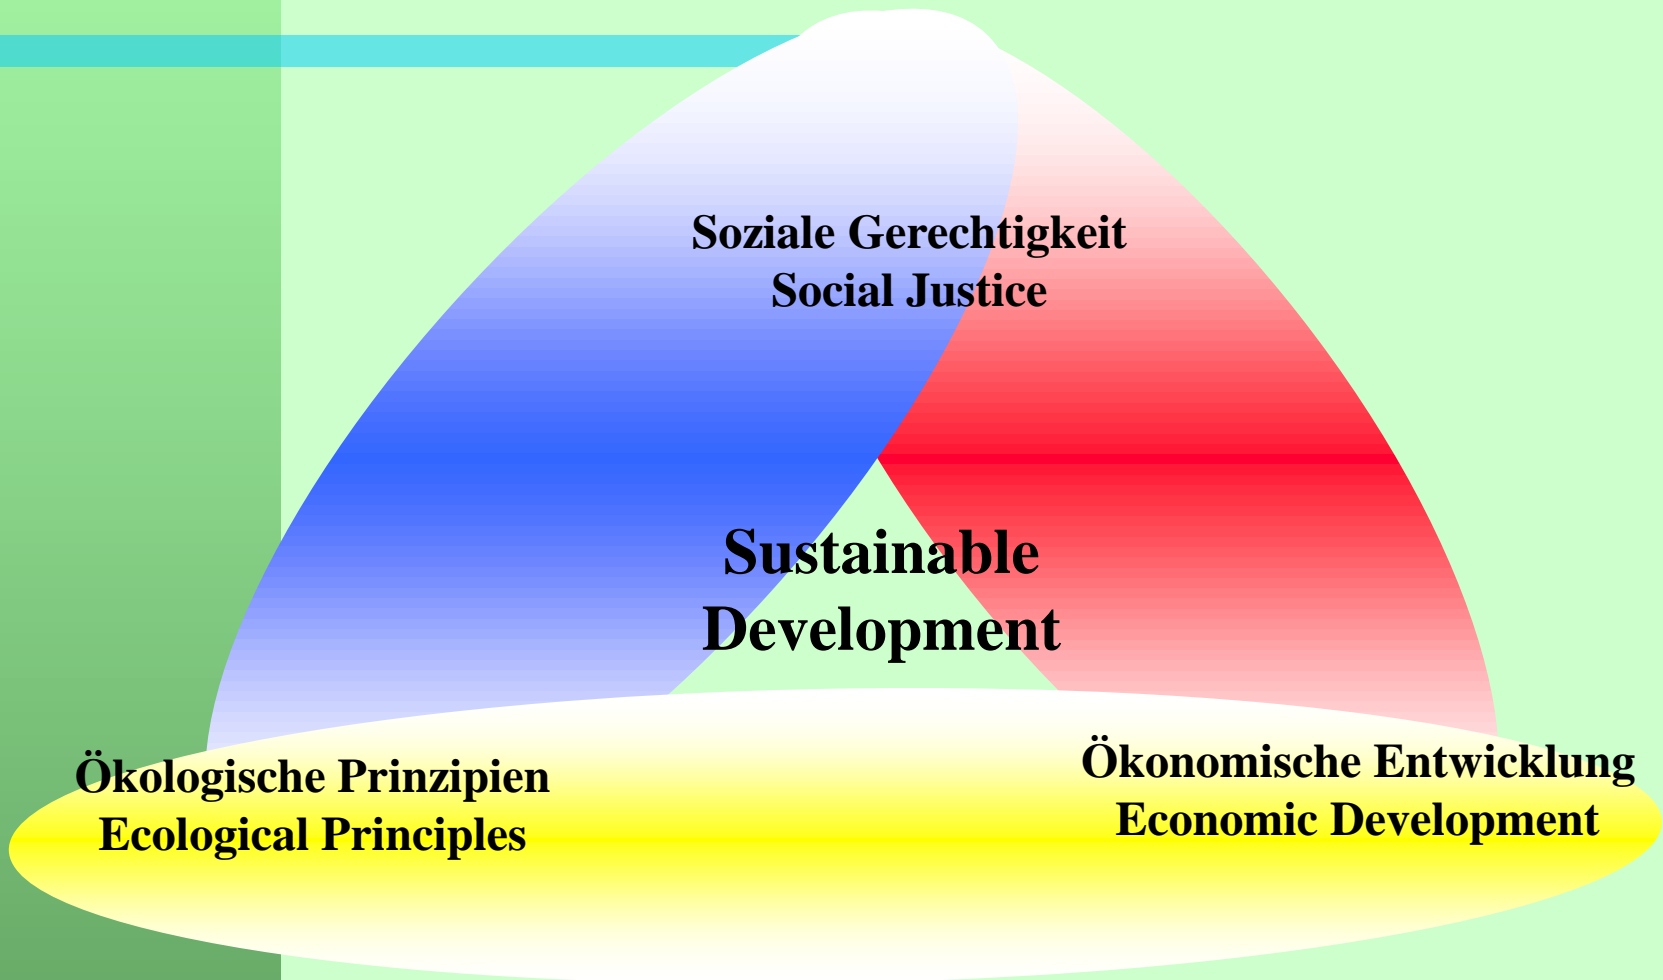 Soziale Gerechtigkeit
Social Justice
Sustainable
Development
Ökologische Prinzipien
Ecological Principles
Ökonomische Entwicklung
Economic Development